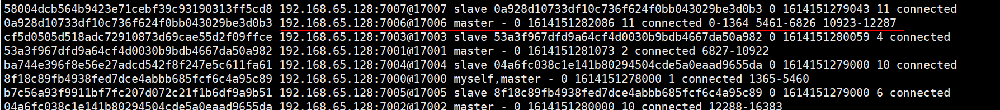 58004dcb564b9423e71cebf39c93190313ff5cd8 192.168.65.128:7007@17007 slave 0a928d10733df10c736f624f0bb043029be3d0b3 0 1614151279043 11 connected
0a928d10733df10c736f624f0bb043029be3d0b3 192.168.65.128:7006@17006 master - 0 1614151282086 11 connected 0-1364 5461-6826 10923-12287
cf5d0505d518adc72910873d69cae55d2f09ffce 192.168.65.128:7003@17003 slave 53a3f967dfd9a64cf4d0030b9bdb4667da50a982 0 1614151280059 4 connected
53a3f967dfd9a64cf4d0030b9bdb4667da50a982 192.168.65.128:7001@17001 master - 0 1614151281073 2 connected 6827-10922
ba744e396f8e56e27adcd542f8f247e5c611fa61 192.168.65.128:7004@17004 slave 04a6fc038c1e141b80294504cde5a0eaad9655da 0 1614151279000 10 connected
8f18c89fb4938fed7dce4abbb685fcf6c4a95c89 192.168.65.128:7000@17000 myself,master - 0 1614151278000 1 connected 1365-5460
b7c56a93f9911bf7fc207d072c21f1b6df9a9b51 192.168.65.128:7005@17005 slave 8f18c89fb4938fed7dce4abbb685fcf6c4a95c89 0 1614151279000 6 connected
04a6fc038c1e141b80294504cde5a0eaad9655da 192.168.65.128:7002@17002 master - 0 1614151280000 10 connected 12288-16383